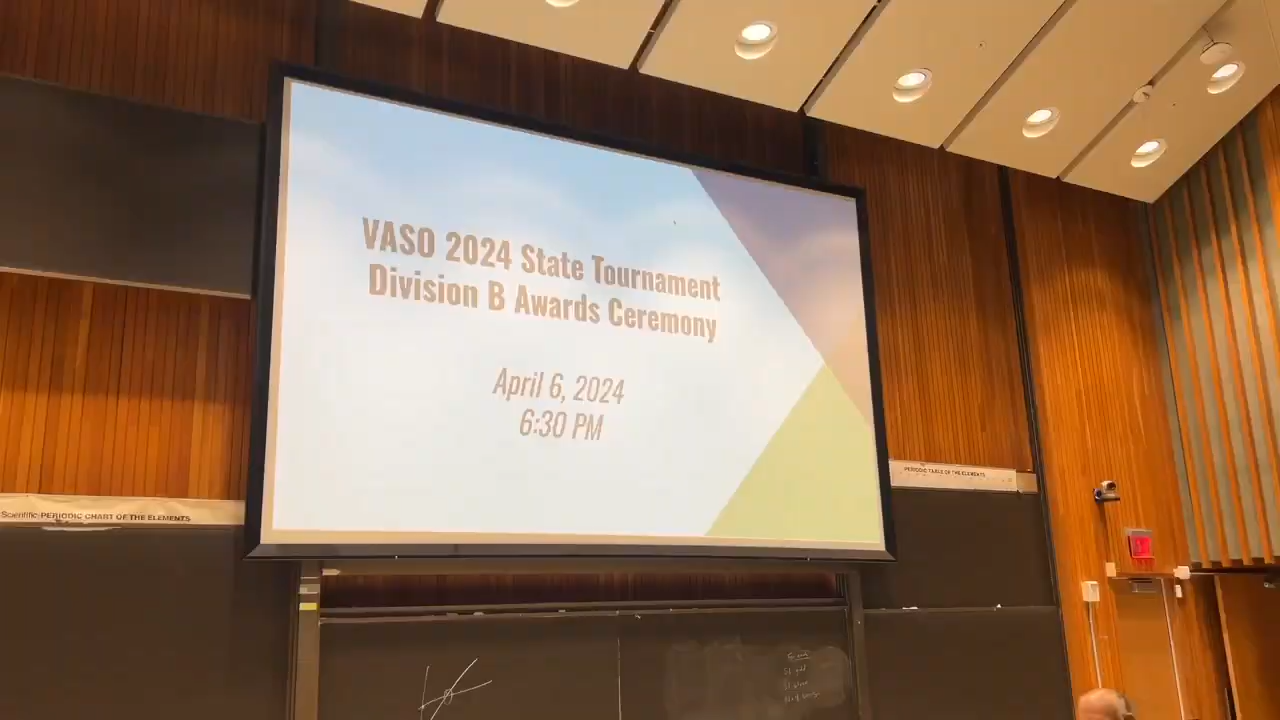 VASO 2024 State Tournament
Division B Awards Ceremony
April 6, 2024
6:30 PM
PERIODIC TABLE OF THE ELEMENTS
Scientific PERIODIC CHART OF THE ELEMENTS